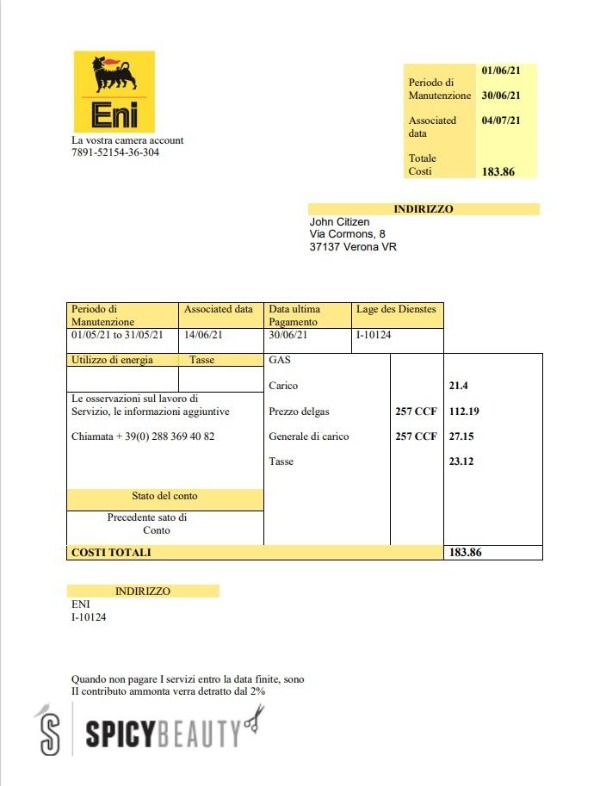 Eni
La vostra camera account
7891-52154-36-304
01/06/21
Periodo di
Manutenzione 30/06/21
Associated 04/07/21
data
Totale
Costi 183.86
INDIRIZZO
John Citizen
Via Cormons, 8
37137 Verona VR
Periodo di Associated data Data ultima Lage des Dienstes
Manutenzione Pagamento
01/05/21 to 31/05/21 14/06/21 30/06/21 I-10124
Utilizzo di energia Tasse GAS
Carico 21.4
Le osservazioni sul lavoro di
Servizio, le informazioni aggiuntive Prezzo delgas 257 CCF 112.19
Chiamata + 39(0) 288 369 40 82 Generale di carico 257 CCF 27.15
Tasse 23.12
Stato del conto
Precedente sato di
Conto
COSTI TOTALI 183.86
INDIRIZZO
ENI
I-10124
Quando non pagare I servizi entro la data finite, sono
II contributo ammonta verra detratto dal 2%
S SPICYBEAUTY